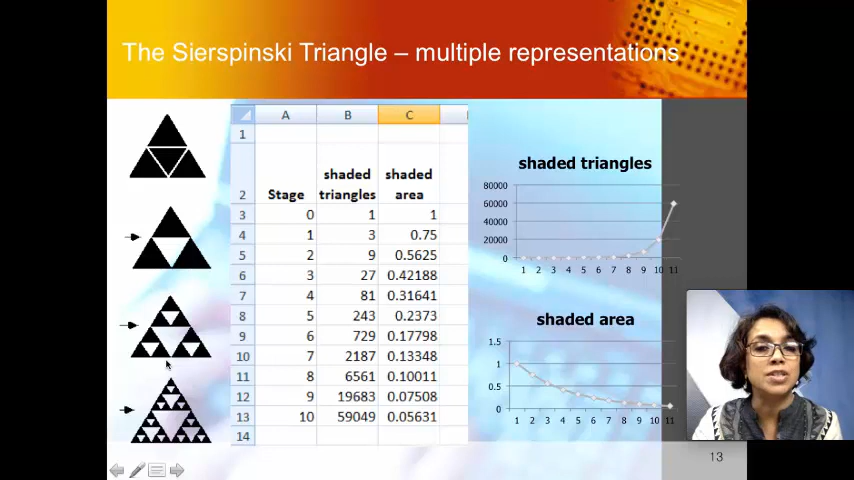 The Sierspinski Triangle – multiple representations
A B C
1
2 Stage shaded triangles shaded area
3 0 1 1
4 1 3 0.75
5 2 9 0.5625
6 3 27 0.42188
7 4 81 0.31641
8 5 243 0.2373
9 6 729 0.17798
10 7 2187 0.13348
11 8 6561 0.10011
12 9 19683 0.07508
13 10 59049 0.05631
14
shaded triangles
80000
60000
40000
20000
0
1 2 3 4 5 6 7 8 9 10 11
shaded area
1.5
1
0.5
0
1 2 3 4 5 6 7 8 9 10 11
13